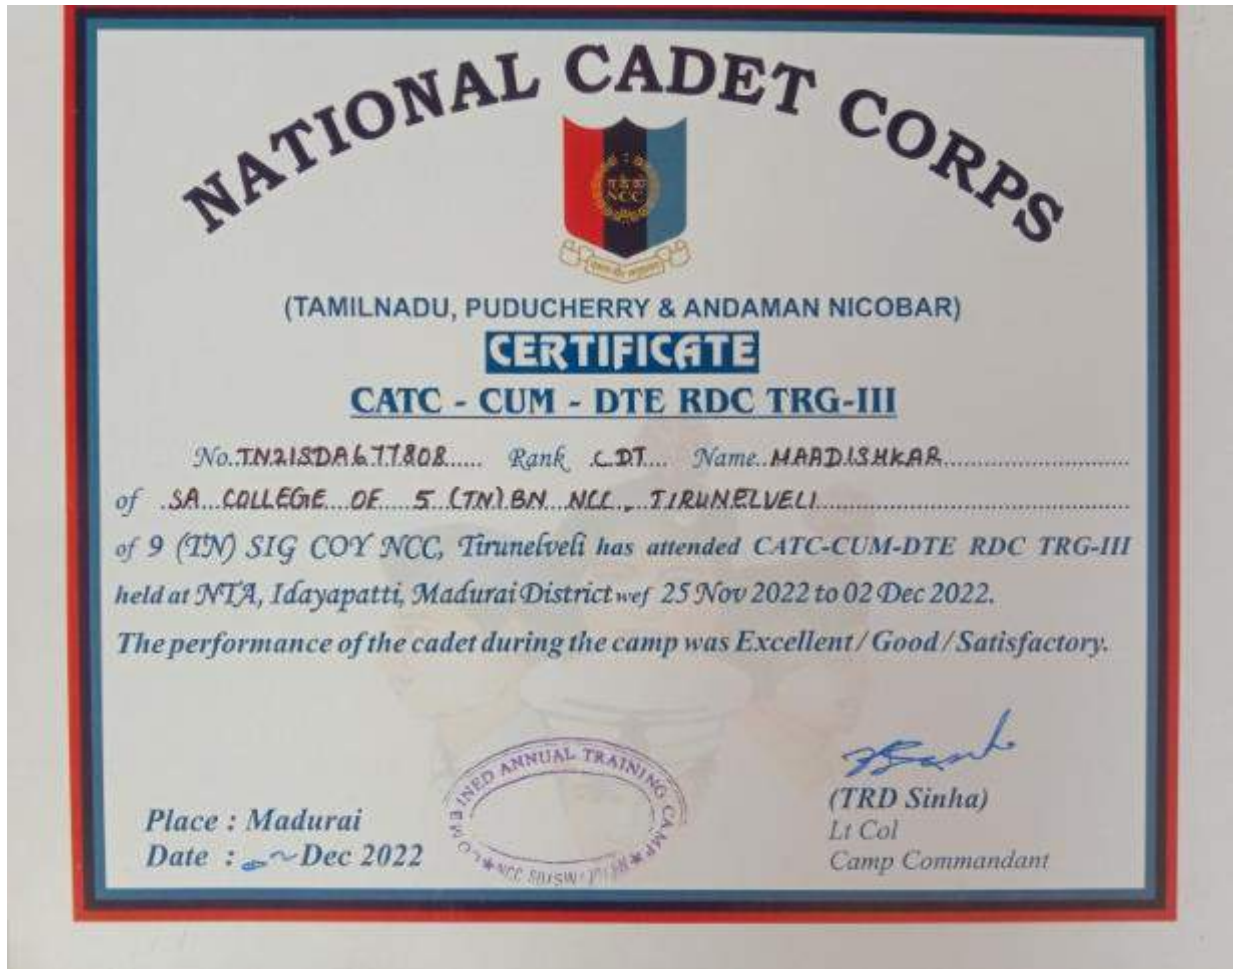 NATIONAL CADET CORPS
NCC
(TAMILNADU, PUDUCHERRY & ANDAMAN NICOBAR)
CERTIFICATE
CATC - CUM - DTE RDC TRG-III
No. TN21SDA677808 Rank CDT Name MAADISHKAR
of SA COLLEGE OF 5 (TN) BN NCC, TIRUNELVELI
of 9 (TN) SIG COY NCC, Tirunelveli has attended CATC-CUM-DTE RDC TRG-III
held at NTA, Idayapatti, Madurai District wef 25 Nov 2022 to 02 Dec 2022.
The performance of the cadet during the camp was Excellent / Good / Satisfactory.
COMBINED ANNUAL TRAINING CAMP
NCC
(TRD Sinha)
Place : Madurai
Lt Col
Date : Dec 2022
Camp Commandant